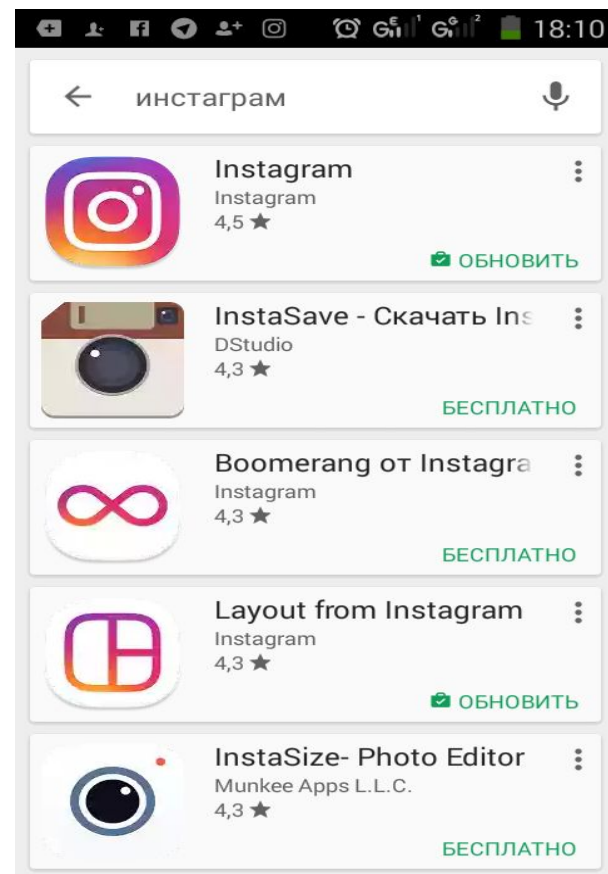 18:10
инстаграм
Instagram
Instagram
4,5 ★
ОБНОВИТЬ
InstaSave - Скачать Ins
DStudio
4,3 ★
БЕСПЛАТНО
Boomerang от Instagra
Instagram
4,3 ★
БЕСПЛАТНО
Layout from Instagram
Instagram
4,3 ★
ОБНОВИТЬ
InstaSize- Photo Editor
Munkee Apps L.L.C.
4,3 ★
БЕСПЛАТНО